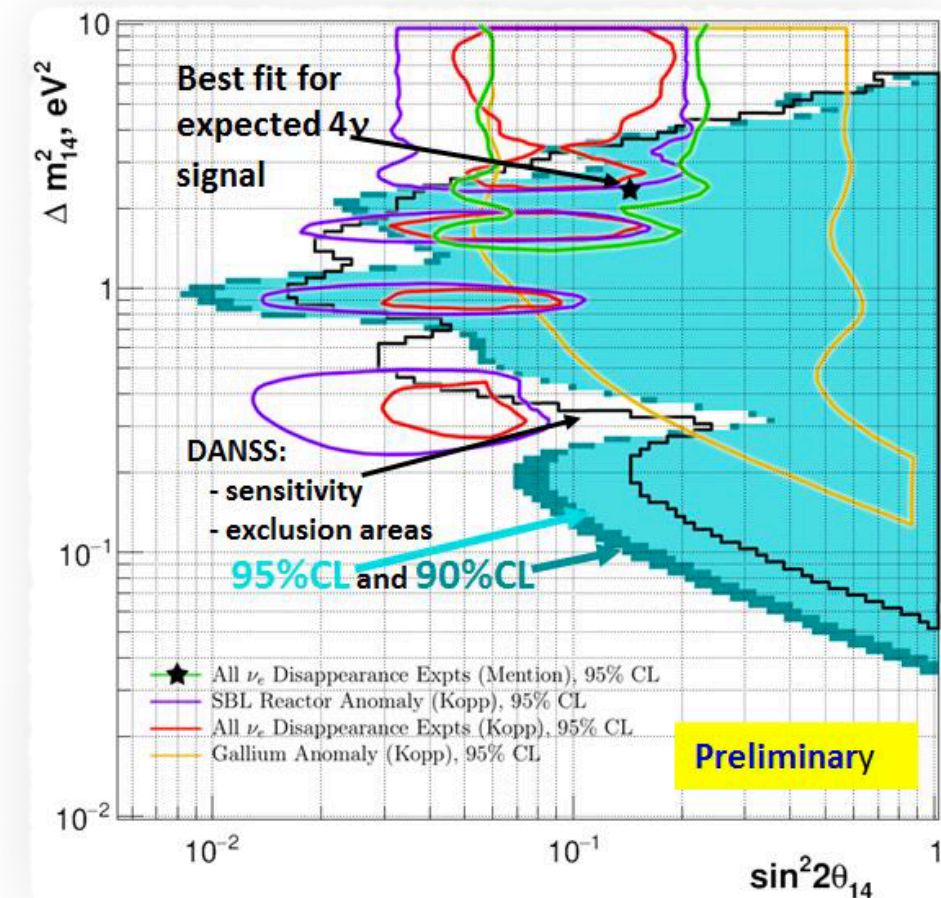 10
Δ m²₁₄, eV²
Best fit for
expected 4ν
signal
1
DANSS:
- sensitivity
- exclusion areas
10⁻¹
95%CL and 90%CL
All νₑ Disappearance Expts (Mention), 95% CL
SBL Reactor Anomaly (Kopp), 95% CL
All νₑ Disappearance Expts (Kopp), 95% CL
Gallium Anomaly (Kopp), 95% CL
Preliminary
10⁻²
10⁻²
10⁻¹
1
sin²2θ₁₄